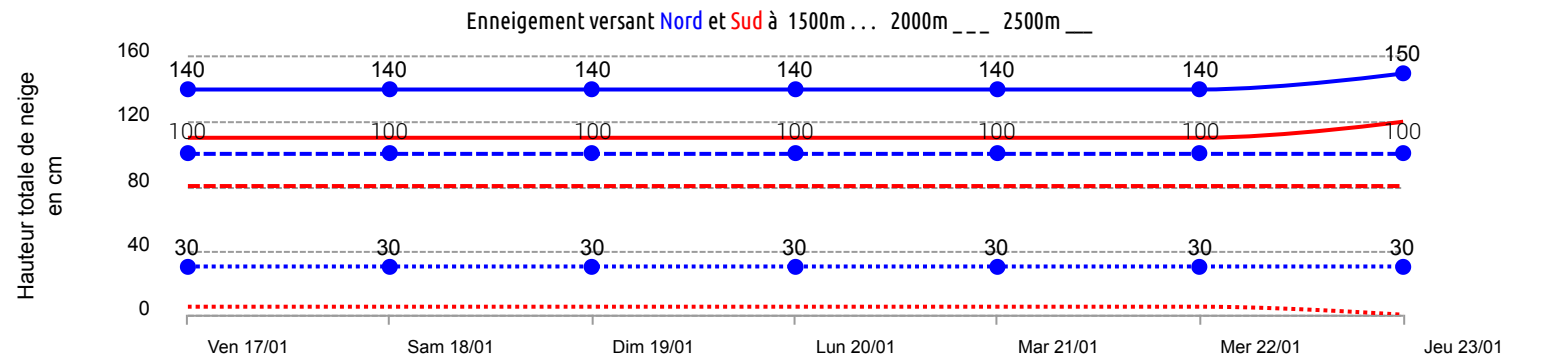 Enneigement versant Nord et Sud à 1500m . . . 2000m _ _ _ 2500m __
Hauteur totale de neige
en cm
160
120
80
40
0
140 140 140 140 140 140 150
100 100 100 100 100 100 100
30 30 30 30 30 30 30
Ven 17/01 Sam 18/01 Dim 19/01 Lun 20/01 Mar 21/01 Mer 22/01 Jeu 23/01